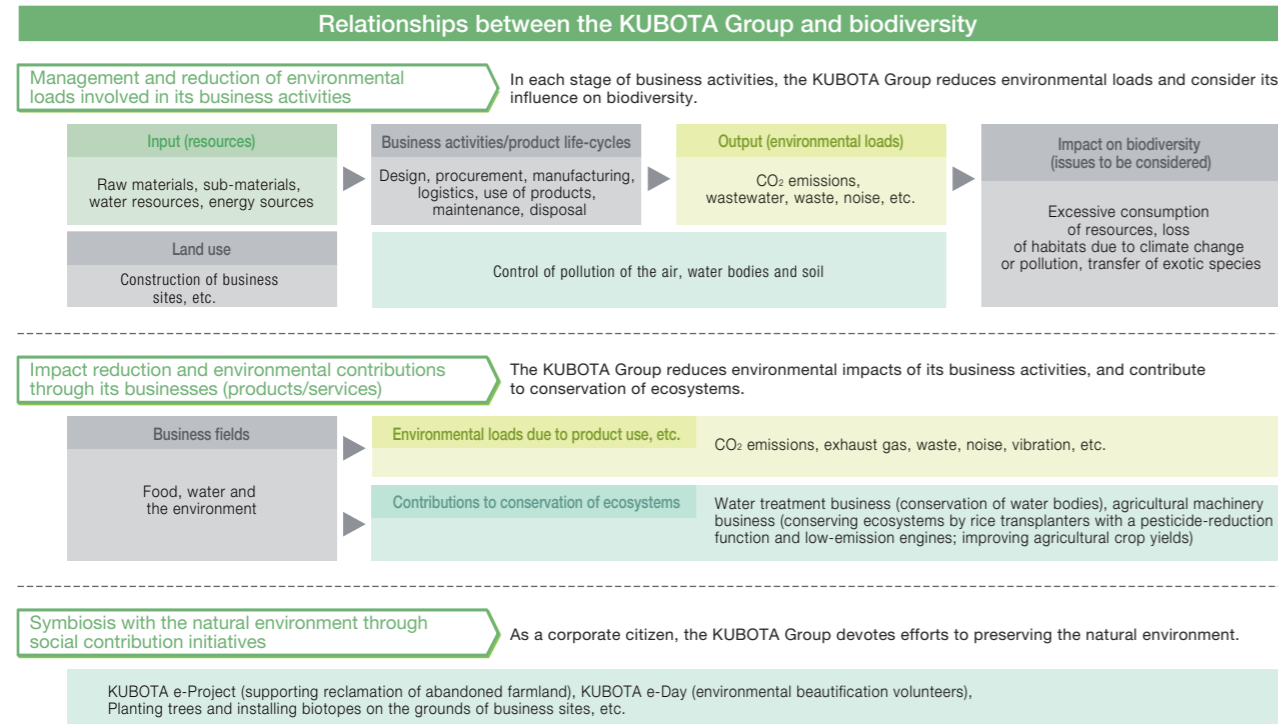 Relationships between the KUBOTA Group and biodiversity
Management and reduction of environmental
loads involved in its business activities
In each stage of business activities, the KUBOTA Group reduces environmental loads and consider its
influence on biodiversity.
Input (resources)
Raw materials, sub-materials,
water resources, energy sources
Land use
Construction of business
sites, etc.
Business activities/product life-cycles
Design, procurement, manufacturing,
logistics, use of products,
maintenance, disposal
Output (environmental loads)
CO₂ emissions,
wastewater, waste, noise, etc.
Control of pollution of the air, water bodies and soil
Impact on biodiversity
(issues to be considered)
Excessive consumption
of resources, loss
of habitats due to climate change
or pollution, transfer of exotic species
Impact reduction and environmental contributions
through its businesses (products/services)
The KUBOTA Group reduces environmental impacts of its business activities, and contribute
to conservation of ecosystems.
Business fields
Food, water and
the environment
Environmental loads due to product use, etc.
CO₂ emissions, exhaust gas, waste, noise, vibration, etc.
Contributions to conservation of ecosystems
Water treatment business (conservation of water bodies), agricultural machinery
business (conserving ecosystems by rice transplanters with a pesticide-reduction
function and low-emission engines; improving agricultural crop yields)
Symbiosis with the natural environment through
social contribution initiatives
As a corporate citizen, the KUBOTA Group devotes efforts to preserving the natural environment.
KUBOTA e-Project (supporting reclamation of abandoned farmland), KUBOTA e-Day (environmental beautification volunteers),
Planting trees and installing biotopes on the grounds of business sites, etc.